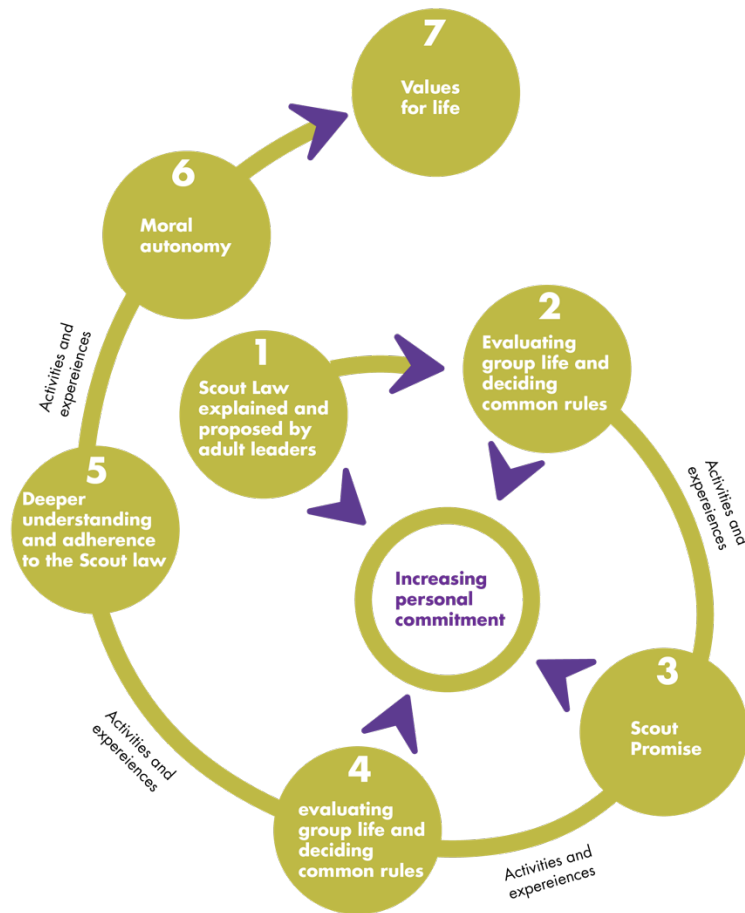 1
Scout Law
explained and
proposed by
adult leaders
2
Evaluating
group life and
deciding
common rules
Activities and
expereiences
3
Scout
Promise
Activities and
expereiences
4
evaluating
group life and
deciding
common rules
Activities and
expereiences
5
Deeper
understanding
and adherence
to the Scout law
Activities and
expereiences
6
Moral
autonomy
7
Values
for life
Increasing
personal
commitment